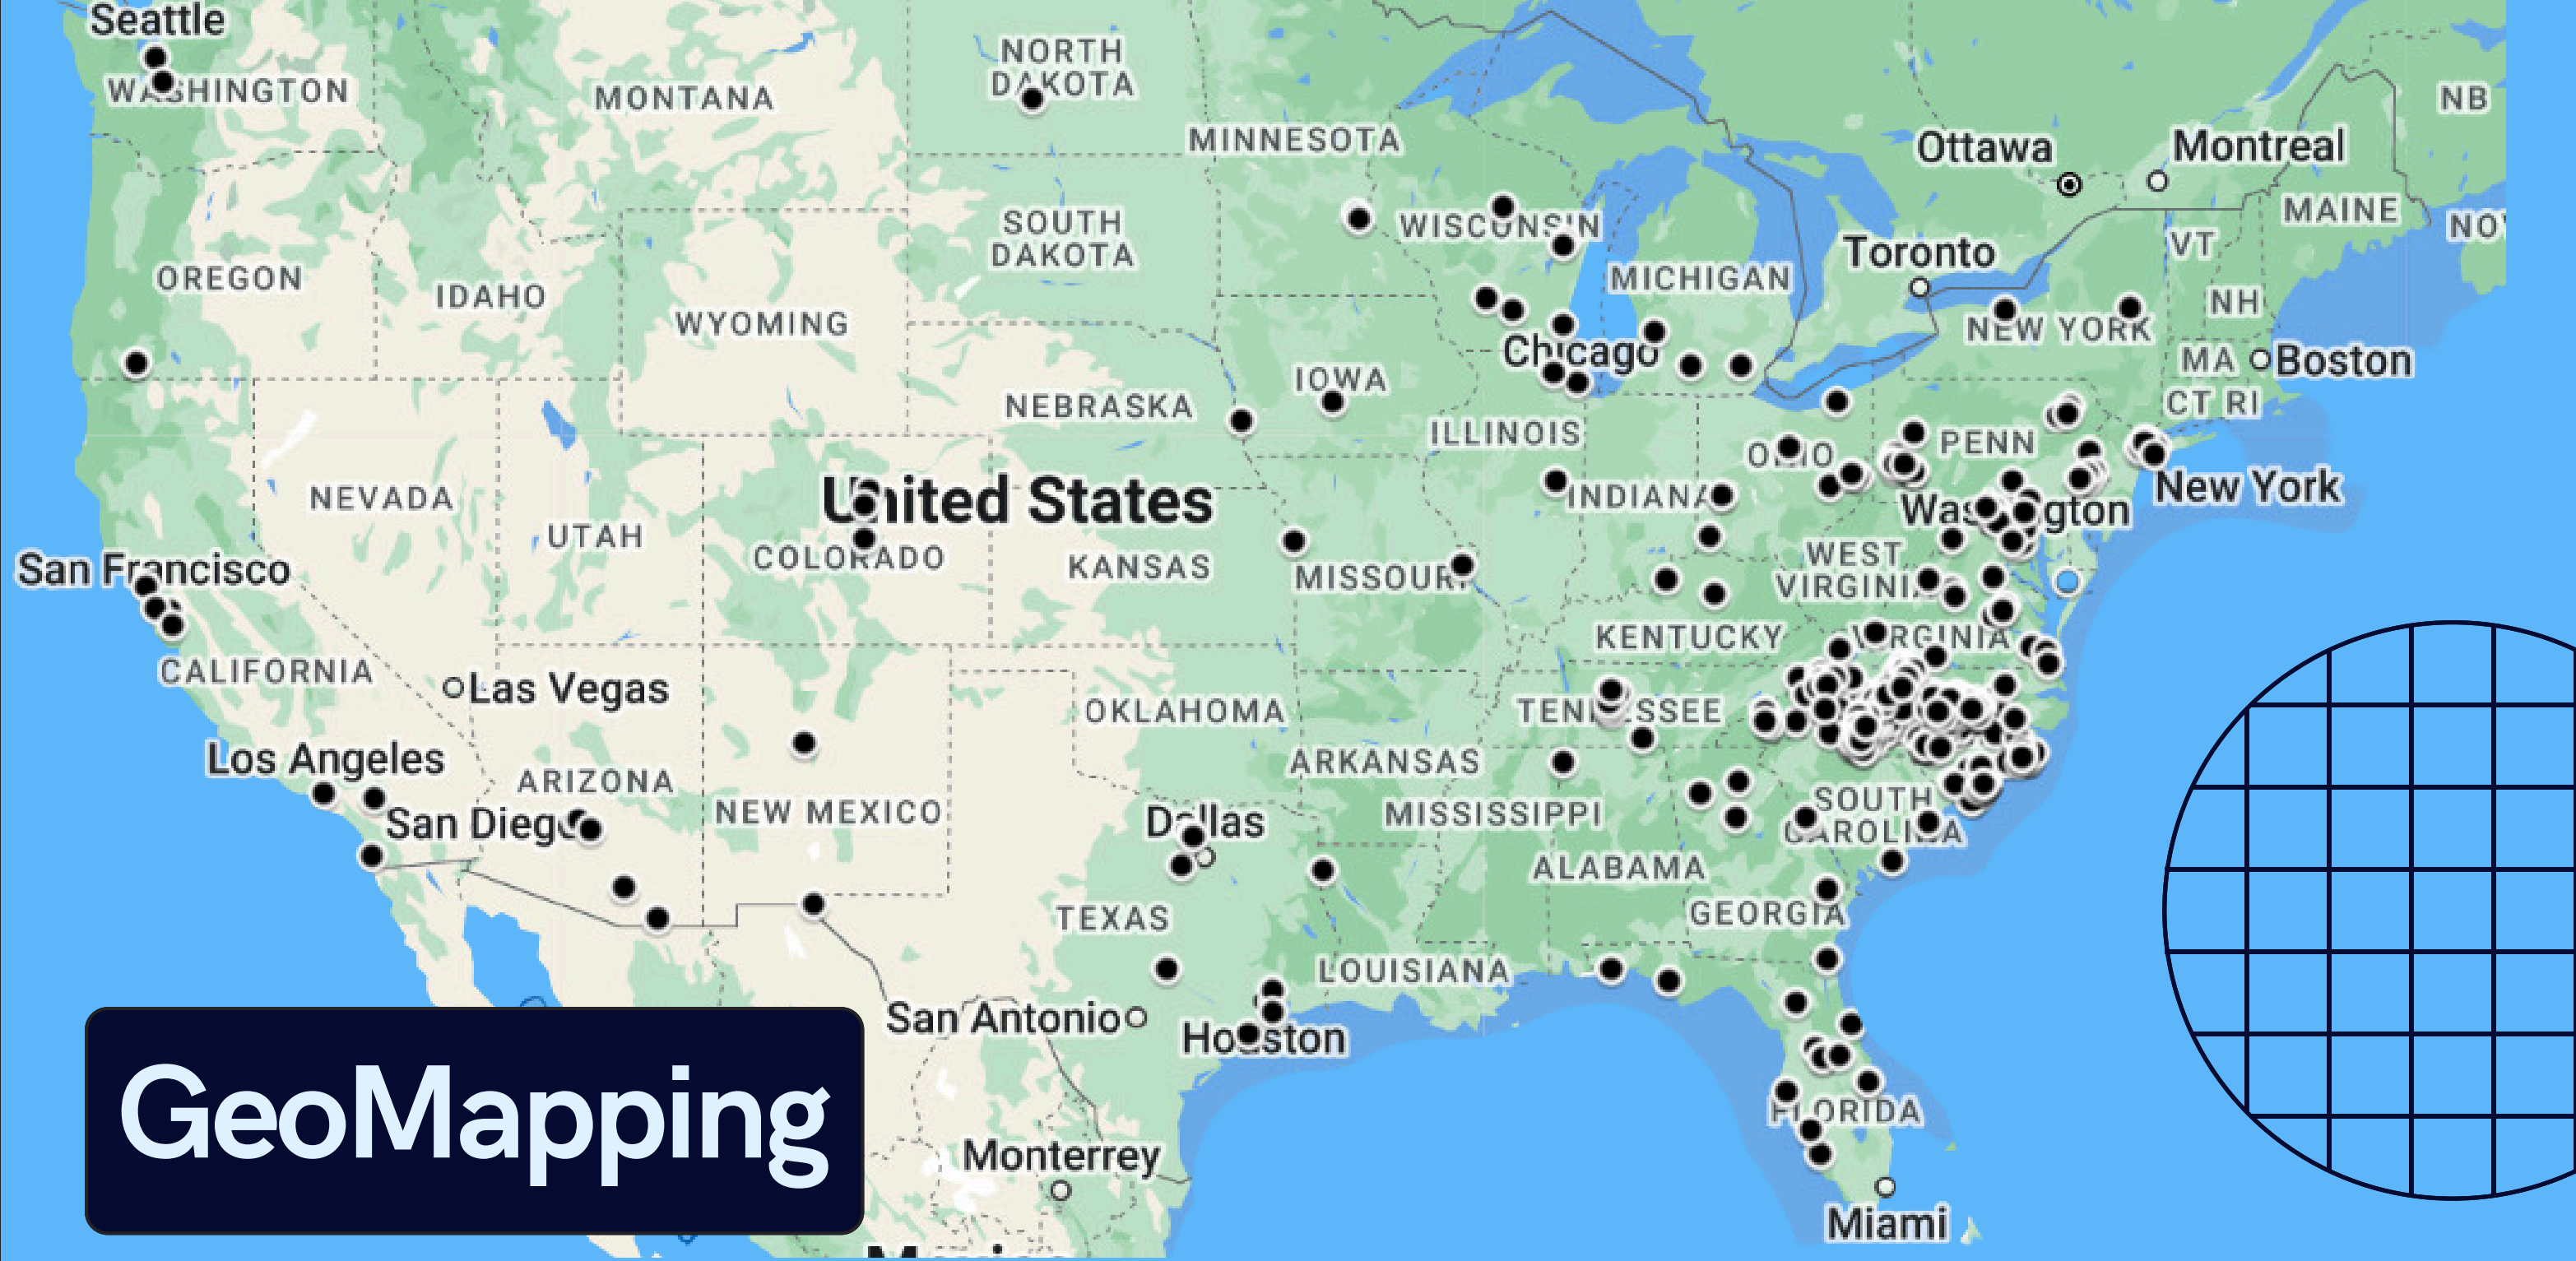 Seattle
WASHINGTON
MONTANA
NORTH
DAKOTA
MINNESOTA
Ottawa
Montreal
NB
MAINE
NO
VT
NH
OREGON
IDAHO
SOUTH
DAKOTA
WISCONSIN
MICHIGAN
Toronto
WYOMING
NEW YORK
MA
Boston
CT RI
Chicago
IOWA
NEBRASKA
ILLINOIS
OHIO
PENN
New York
NEVADA
United States
UTAH
COLORADO
KANSAS
MISSOURI
INDIANA
Washington
WEST
VIRGINIA
San Francisco
KENTUCKY
VIRGINIA
CALIFORNIA
Las Vegas
OKLAHOMA
TENNESSEE
Los Angeles
ARIZONA
NEW MEXICO
ARKANSAS
San Diego
Dallas
MISSISSIPPI
SOUTH
CAROLINA
ALABAMA
TEXAS
GEORGIA
LOUISIANA
San Antonio
Houston
GeoMapping
FLORIDA
Monterrey
Miami